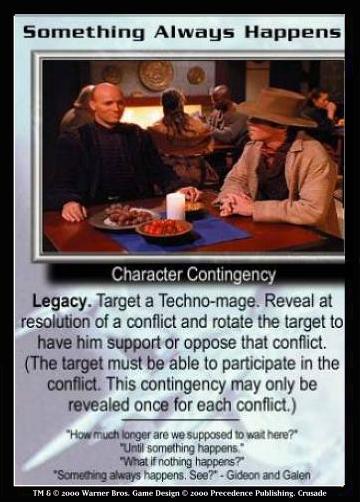 Something Always Happens
Character Contingency
Legacy. Target a Techno-mage. Reveal at
resolution of a conflict and rotate the target to
have him support or oppose that conflict.
(The target must be able to participate in the
conflict. This contingency may only be
revealed once for each conflict.)
"How much longer are we supposed to wait here?"
"Until something happens."
"What if nothing happens?"
"Something always happens. See?" - Gideon and Galen
TM & © 2000 Warner Bros. Game Design © 2000 Precedence Publishing. Crusade